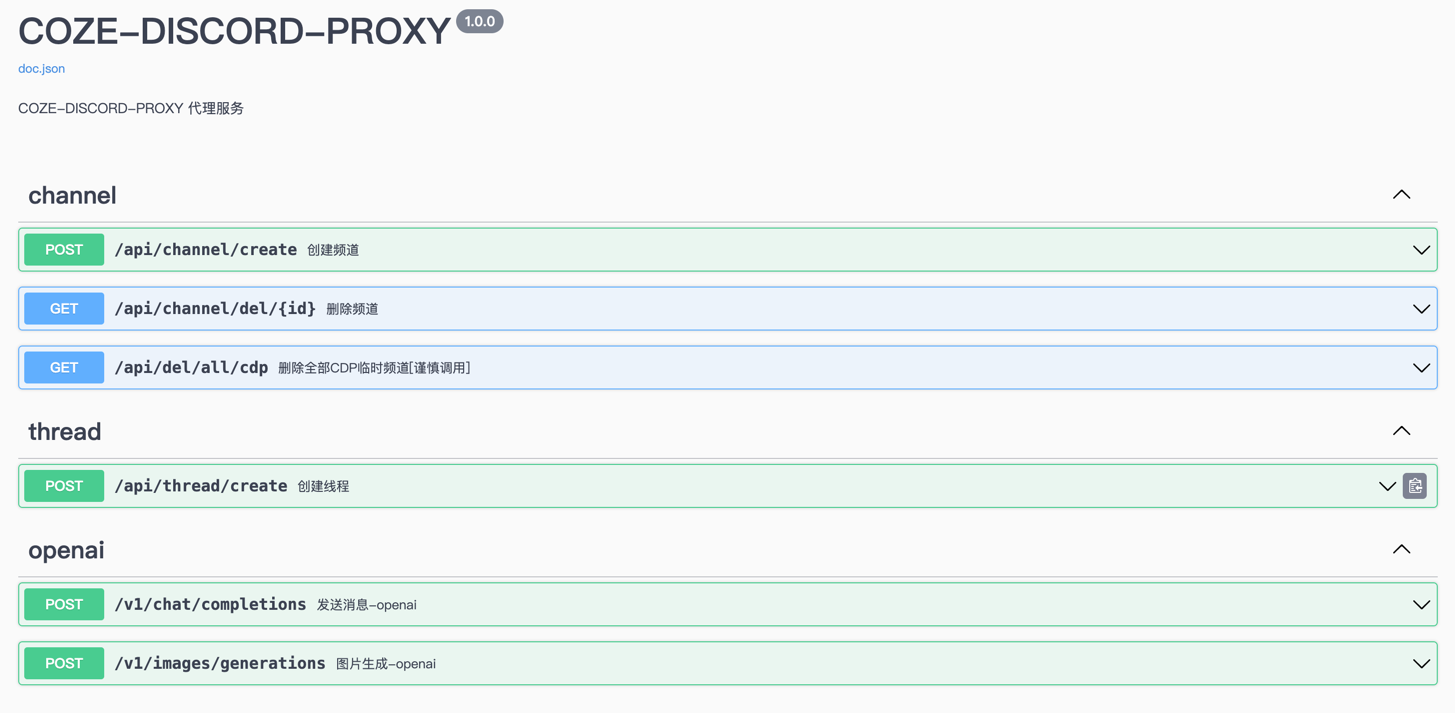 COZE-DISCORD-PROXY 1.0.0
doc.json
COZE-DISCORD-PROXY 代理服务
channel
POST /api/channel/create 创建频道
GET /api/channel/del/{id} 删除频道
GET /api/del/all/cdp 删除全部CDP临时频道[谨慎调用]
thread
POST /api/thread/create 创建线程
openai
POST /v1/chat/completions 发送消息-openai
POST /v1/images/generations 图片生成-openai